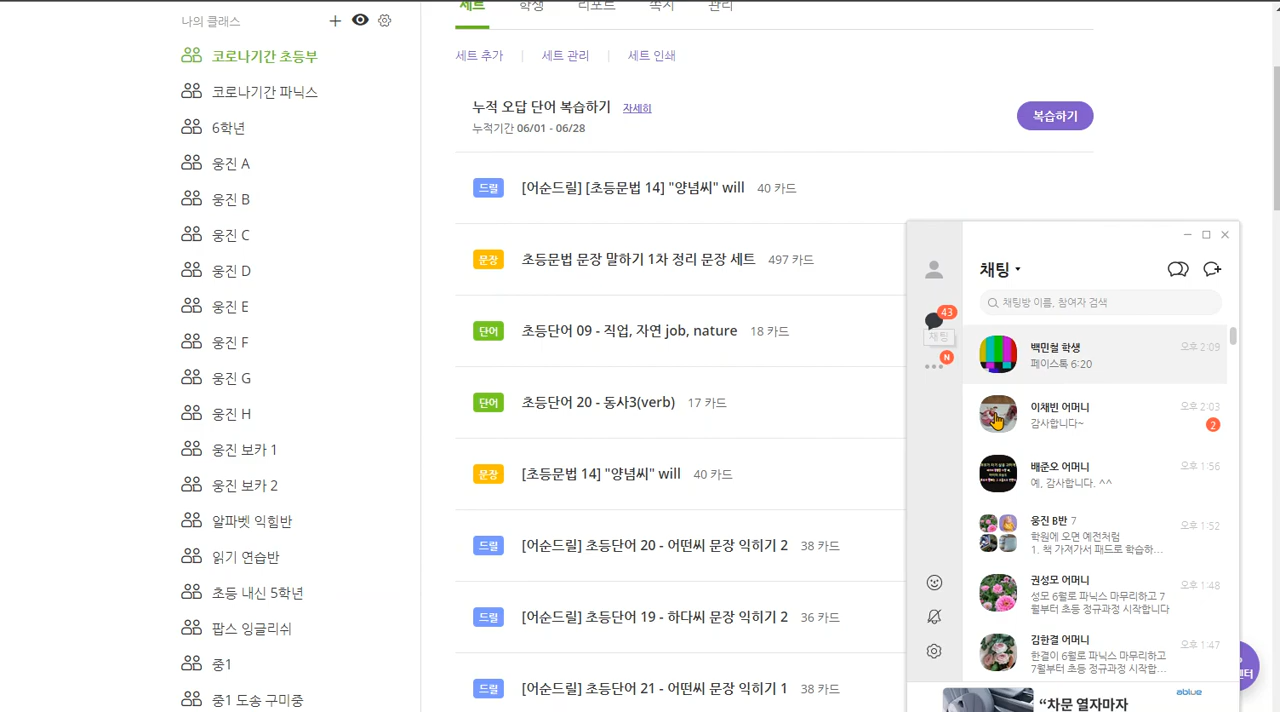 세트
학생
리포트
쪽지
관리
나의 클래스
코로나기간 초등부
코로나기간 파닉스
6학년
웅진 A
웅진 B
웅진 C
웅진 D
웅진 E
웅진 F
웅진 G
웅진 H
웅진 보카 1
웅진 보카 2
알파벳 익힘반
읽기 연습반
초등 내신 5학년
팝스 잉글리쉬
중1
중1 도송 구미중
세트 추가 | 세트 관리 | 세트 인쇄
누적 오답 단어 복습하기 자세히
누적기간 06/01 - 06/28
복습하기
드릴 [어순드릴] [초등문법 14] "양념씨" will 40 카드
문장 초등문법 문장 말하기 1차 정리 문장 세트 497 카드
단어 초등단어 09 - 직업, 자연 job, nature 18 카드
단어 초등단어 20 - 동사3(verb) 17 카드
문장 [초등문법 14] "양념씨" will 40 카드
드릴 [어순드릴] 초등단어 20 - 어떤씨 문장 익히기 2 38 카드
드릴 [어순드릴] 초등단어 19 - 하다씨 문장 익히기 2 36 카드
드릴 [어순드릴] 초등단어 21 - 어떤씨 문장 익히기 1 38 카드
채팅
43
채팅
N
채팅방 이름, 참여자 검색
백민철 학생 오후 2:09
페이스톡 6:20
이채빈 어머니 오후 2:03
감사합니다~ 2
배준오 어머니 오후 1:56
예, 감사합니다. ^^
웅진 B반 7 오후 1:52
학원에 오면 예전처럼
1. 책 가져가서 패드로 학습하...
권성모 어머니 오후 1:48
성모 6월로 파닉스 마무리하고 7
월부터 초등 정규과정 시작합니다
김한결 어머니 오후 1:47
한결이 6월로 파닉스 마무리하고
7월부터 초등 정규과정 시작합...
센터
“차문 열자마자
able